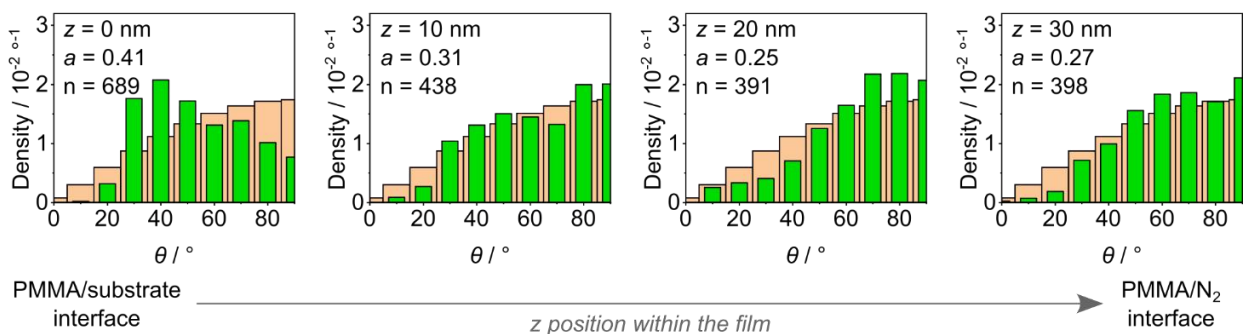 3
2
1
0
Density / 10⁻² °⁻¹
z = 0 nm
a = 0.41
n = 689
0 20 40 60 80
θ / °
3
2
1
0
Density / 10⁻² °⁻¹
z = 10 nm
a = 0.31
n = 438
0 20 40 60 80
θ / °
3
2
1
0
Density / 10⁻² °⁻¹
z = 20 nm
a = 0.25
n = 391
0 20 40 60 80
θ / °
3
2
1
0
Density / 10⁻² °⁻¹
z = 30 nm
a = 0.27
n = 398
0 20 40 60 80
θ / °
PMMA/substrate
interface
z position within the film
PMMA/N₂
interface